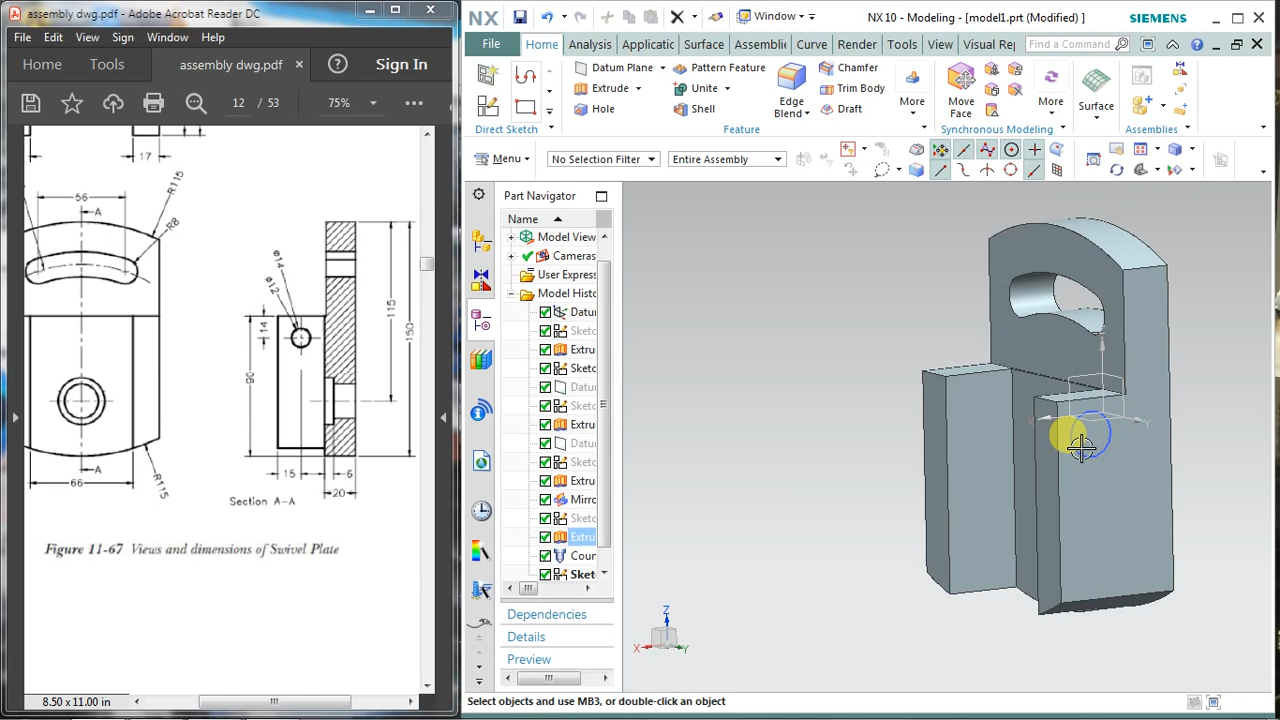 assembly dwg.pdf - Adobe Acrobat Reader DC
File Edit View Sign Window Help
Home Tools assembly dwg.pdf × ? Sign In
12 / 53 75%
17
56
A
R115
R8
⌀14
⌀12
14
90
115
150
A
66
R115
15
6
20
Section A-A
Figure 11-67 Views and dimensions of Swivel Plate
8.50 x 11.00 in
NX
Window
NX 10 - Modeling - [model1.prt (Modified) ]
SIEMENS
File Home Analysis Applicatic Surface Assembli Curve Render Tools View Visual Re Find a Command
Direct Sketch
Datum Plane
Extrude
Hole
Pattern Feature
Unite
Shell
Edge Blend
Chamfer
Trim Body
Draft
More
Feature
Move Face
More
Synchronous Modeling
Surface
Assemblies
Menu No Selection Filter Entire Assembly
Part Navigator
Name
Model View
Cameras
User Expres
Model Histo
Datur
Sketc
Extru
Sketc
Datur
Sketc
Extru
Datur
Sketc
Extru
Mirro
Sketc
Extru
Coun
Sketc
Dependencies
Details
Preview
X
Y
Z
X
Y
Select objects and use MB3, or double-click an object